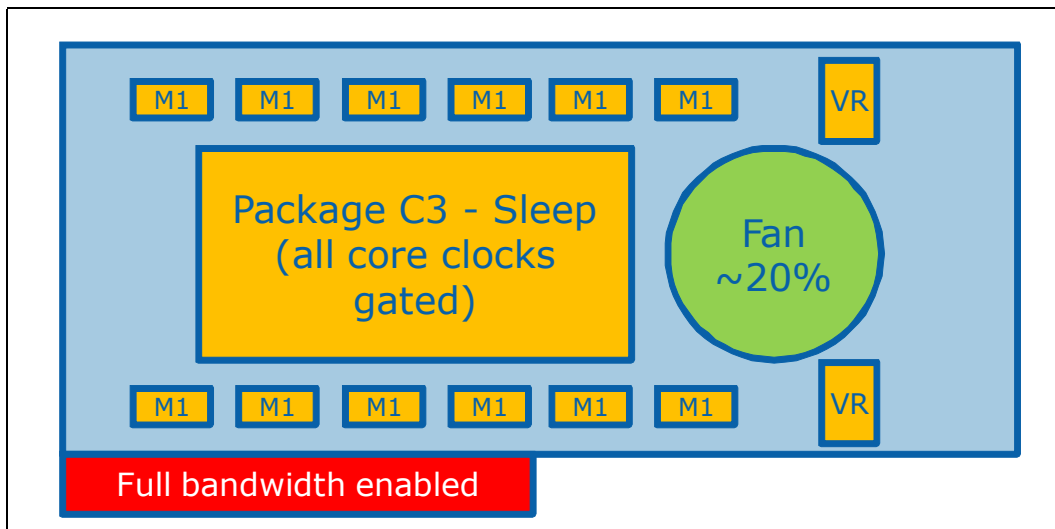 M1 M1 M1 M1 M1 M1 VR
Package C3 - Sleep
(all core clocks
gated)
Fan
~20%
M1 M1 M1 M1 M1 M1 VR
Full bandwidth enabled